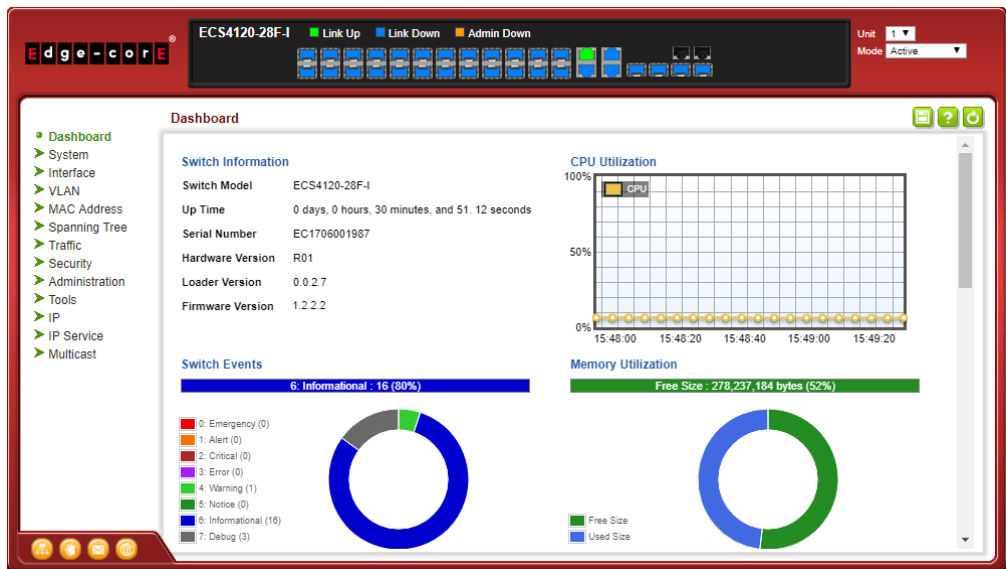 Edge-corE®
ECS4120-28F-I Link Up Link Down Admin Down
Unit 1
Mode Active
Dashboard
System
Interface
VLAN
MAC Address
Spanning Tree
Traffic
Security
Administration
Tools
IP
IP Service
Multicast
Dashboard
?
Switch Information
Switch Model ECS4120-28F-I
Up Time 0 days, 0 hours, 30 minutes, and 51. 12 seconds
Serial Number EC1706001987
Hardware Version R01
Loader Version 0.0.2.7
Firmware Version 1.2.2.2
CPU Utilization
100%
CPU
50%
0%
15:48:00 15:48:20 15:48:40 15:49:00 15:49:20
Switch Events
6: Informational : 16 (80%)
0: Emergency (0)
1: Alert (0)
2: Critical (0)
3: Error (0)
4: Warning (1)
5: Notice (0)
6: Informational (16)
7: Debug (3)
Memory Utilization
Free Size : 278,237,184 bytes (52%)
Free Size
Used Size